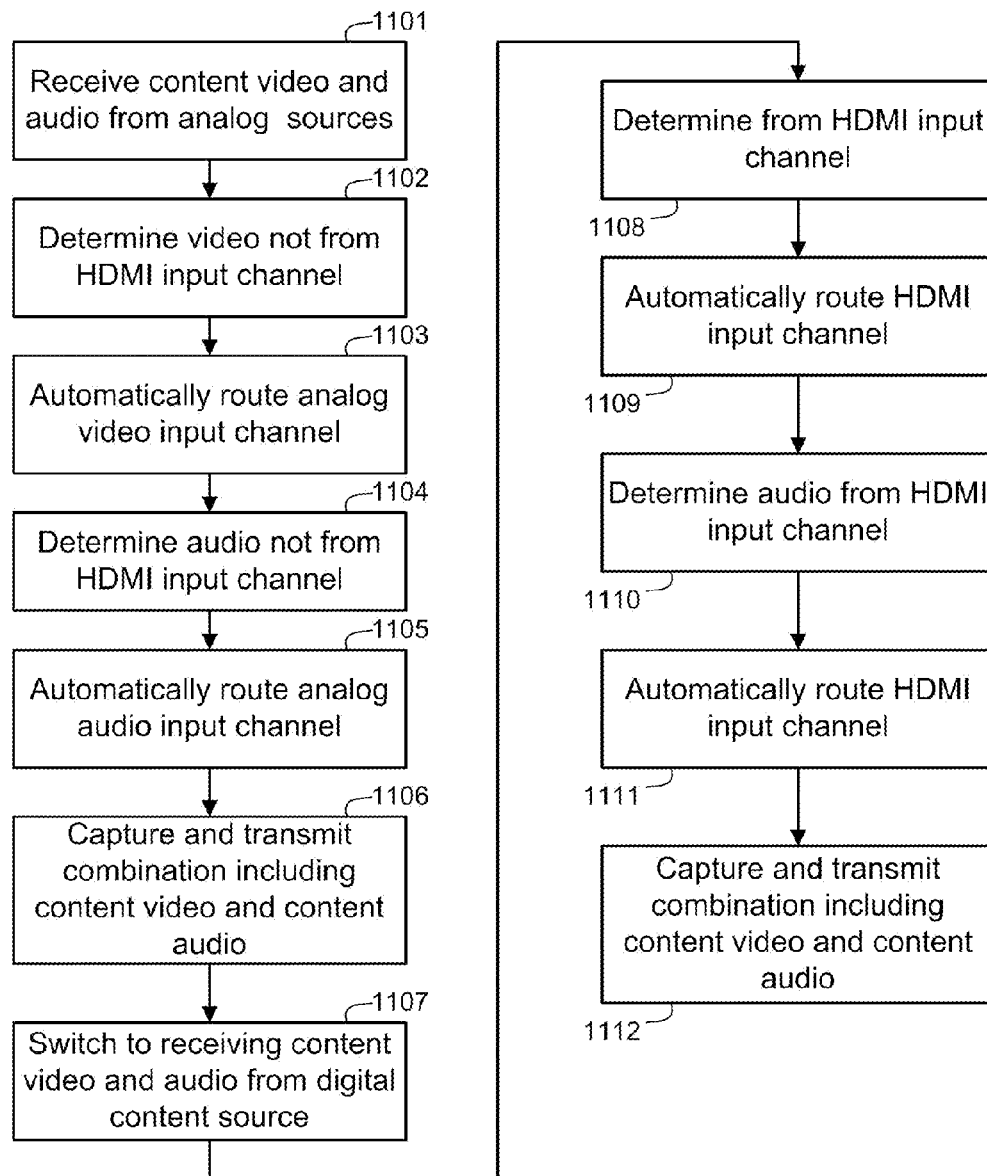 1101
Receive content video and
audio from analog sources
1102
Determine video not from
HDMI input channel
1103
Automatically route analog
video input channel
1104
Determine audio not from
HDMI input channel
1105
Automatically route analog
audio input channel
1106
Capture and transmit
combination including
content video and content
audio
1107
Switch to receiving content
video and audio from digital
content source
Determine from HDMI input
channel
1108
Automatically route HDMI
input channel
1109
Determine audio from HDMI
input channel
1110
Automatically route HDMI
input channel
1111
Capture and transmit
combination including
content video and content
audio
1112